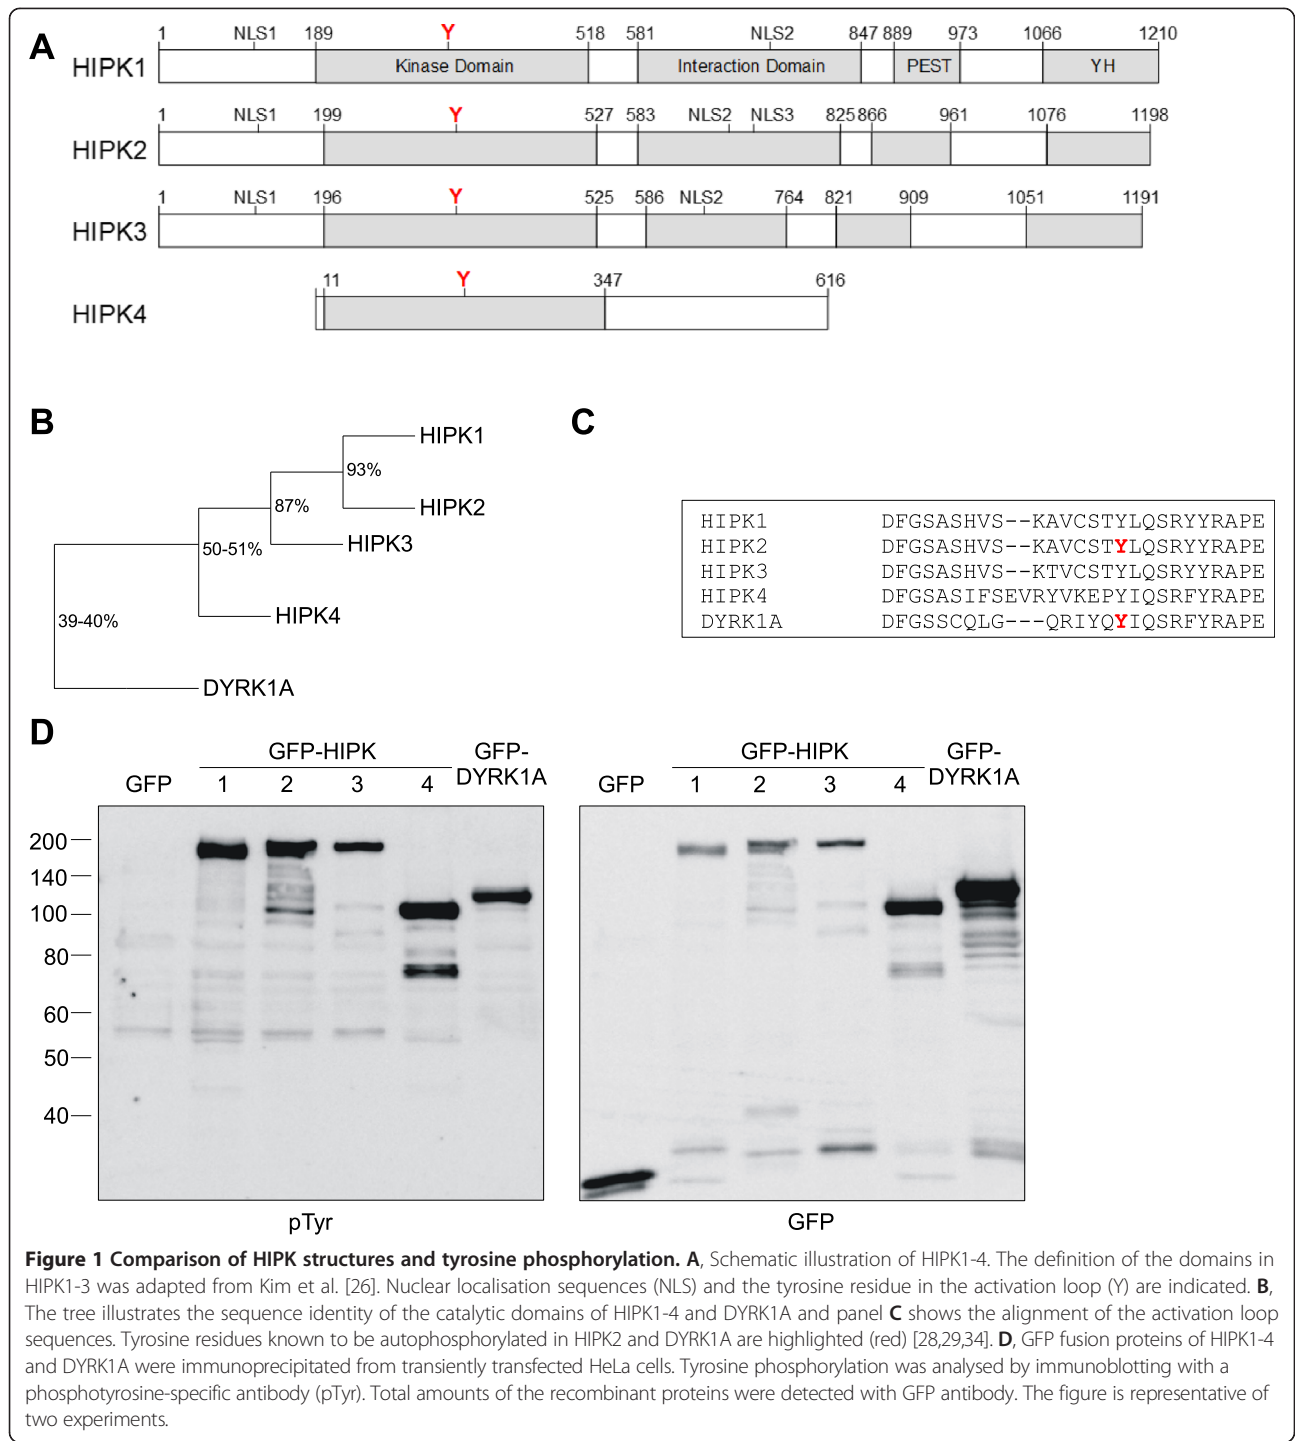 A
1 NLS1 189 Y 518 581 NLS2 847 889 973 1066 1210
HIPK1 Kinase Domain Interaction Domain PEST YH
1 NLS1 199 Y 527 583 NLS2 NLS3 825 866 961 1076 1198
HIPK2
1 NLS1 196 Y 525 586 NLS2 764 821 909 1051 1191
HIPK3
11 Y 347 616
HIPK4
B
HIPK1
93%
HIPK2
87%
HIPK3
50-51%
HIPK4
39-40%
DYRK1A
C
HIPK1 DFGSASHVS--KAVCSTYLQSRYYRAPE
HIPK2 DFGSASHVS--KAVCSTYLQSRYYRAPE
HIPK3 DFGSASHVS--KTVCSTYLQSRYYRAPE
HIPK4 DFGSASIFSEVRYVKEPYIQSRFYRAPE
DYRK1A DFGSSCQLG---QRIYQYIQSRFYRAPE
D
GFP-HIPK GFP-
GFP 1 2 3 4 DYRK1A
GFP-HIPK GFP-
GFP 1 2 3 4 DYRK1A
200
140
100
80
60
50
40
pTyr GFP
Figure 1 Comparison of HIPK structures and tyrosine phosphorylation. A, Schematic illustration of HIPK1-4. The definition of the domains in
HIPK1-3 was adapted from Kim et al. [26]. Nuclear localisation sequences (NLS) and the tyrosine residue in the activation loop (Y) are indicated. B,
The tree illustrates the sequence identity of the catalytic domains of HIPK1-4 and DYRK1A and panel C shows the alignment of the activation loop
sequences. Tyrosine residues known to be autophosphorylated in HIPK2 and DYRK1A are highlighted (red) [28,29,34]. D, GFP fusion proteins of HIPK1-4
and DYRK1A were immunoprecipitated from transiently transfected HeLa cells. Tyrosine phosphorylation was analysed by immunoblotting with a
phosphotyrosine-specific antibody (pTyr). Total amounts of the recombinant proteins were detected with GFP antibody. The figure is representative of
two experiments.